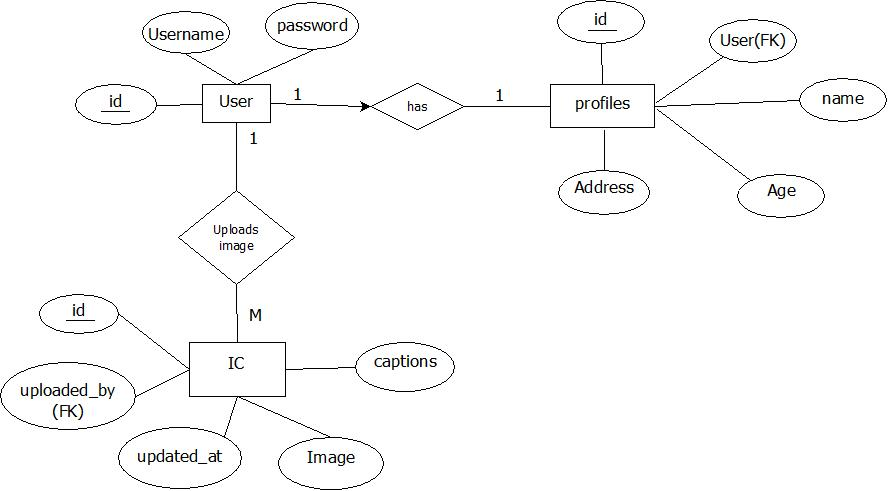 Username
password
id
User(FK)
id
User
1
has
1
profiles
name
1
Address
Age
Uploads
image
id
M
IC
captions
uploaded_by
(FK)
updated_at
Image